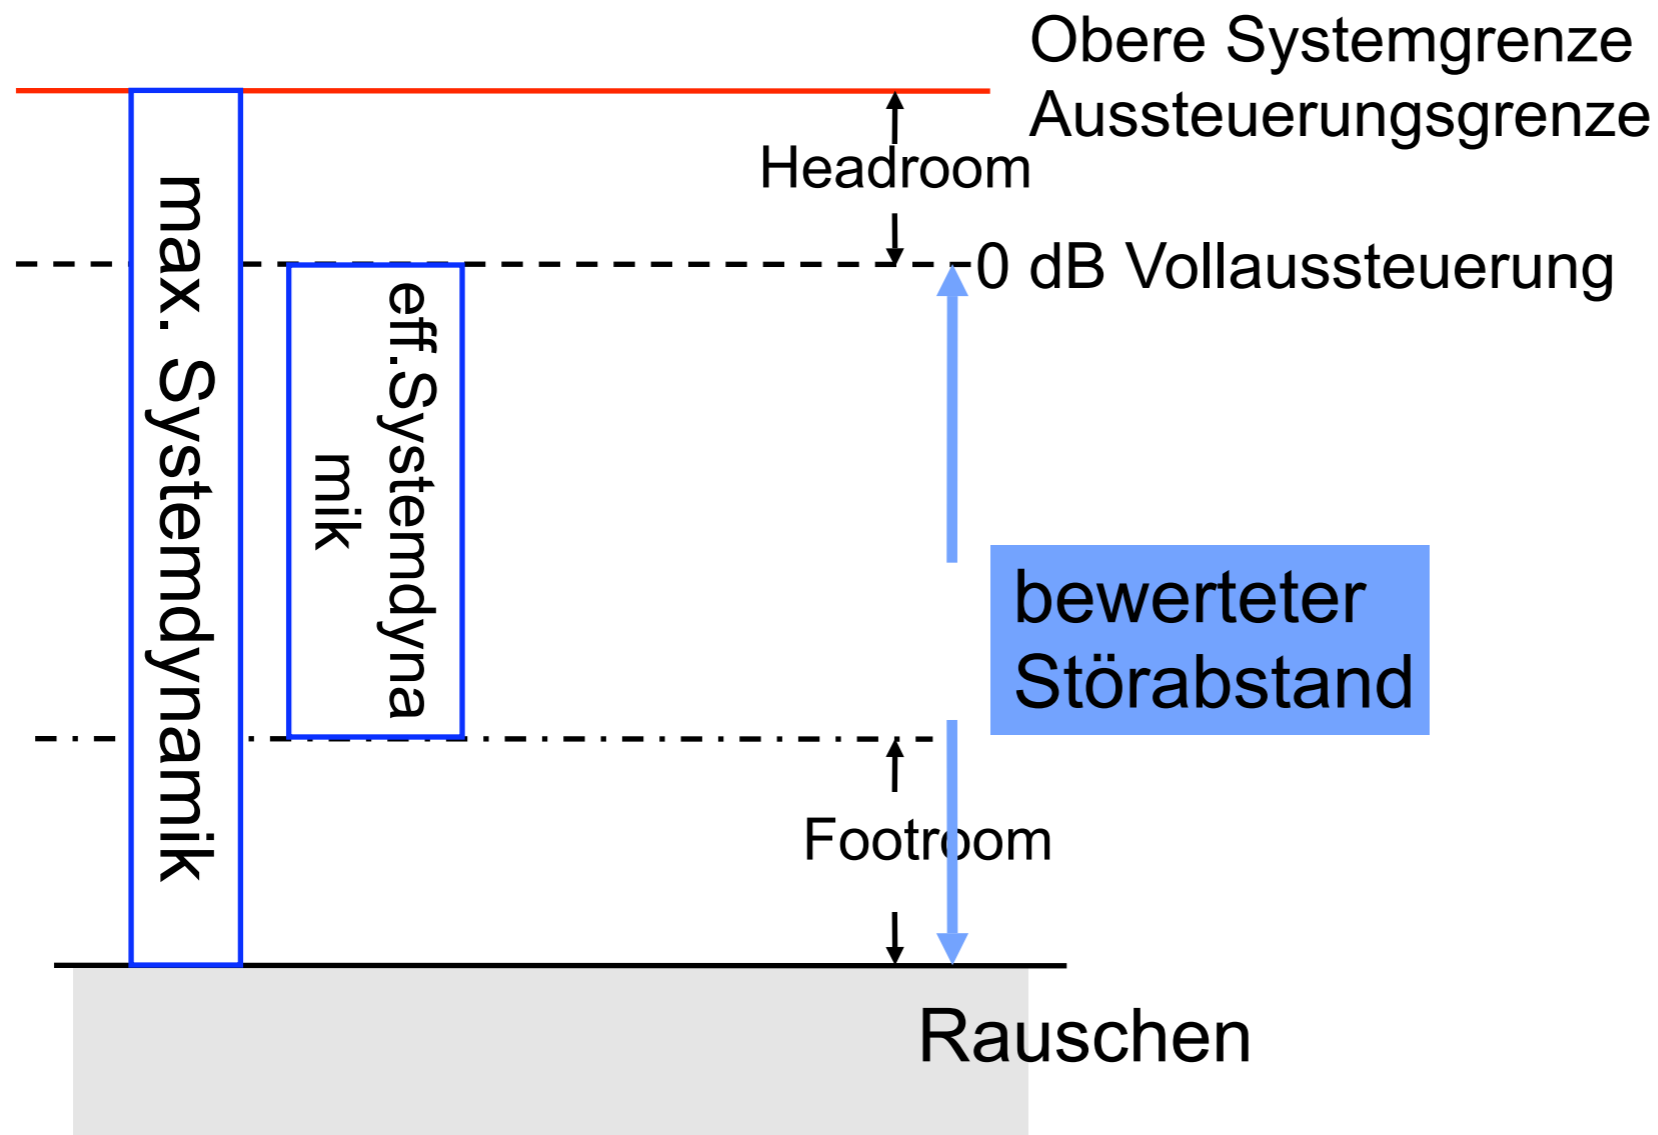 Obere Systemgrenze
Aussteuerungsgrenze
Headroom
0 dB Vollaussteuerung
max. Systemdynamik
eff.Systemdyna
mik
bewerteter
Störabstand
Footroom
Rauschen